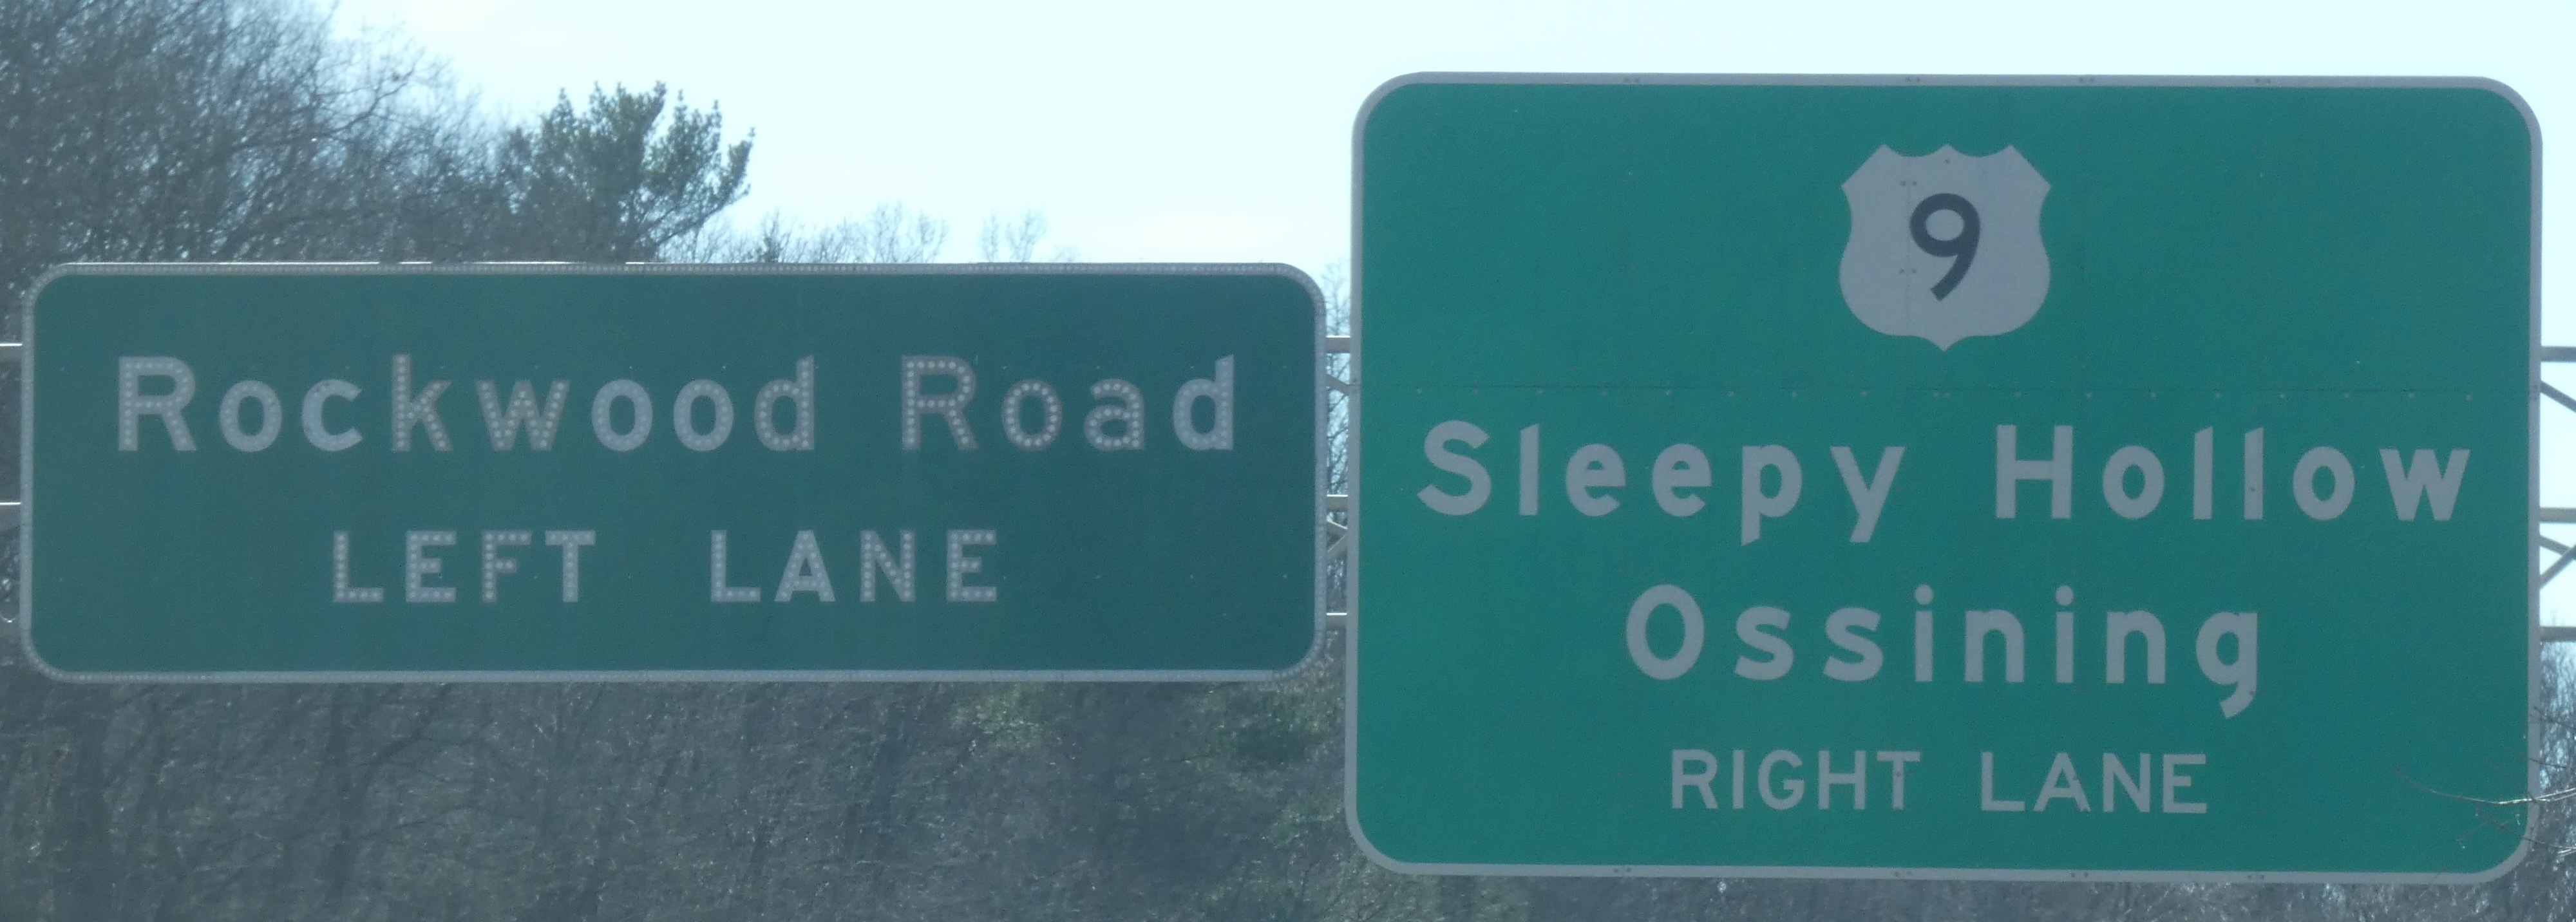 Rockwood Road
LEFT LANE
9
Sleepy Hollow
Ossining
RIGHT LANE